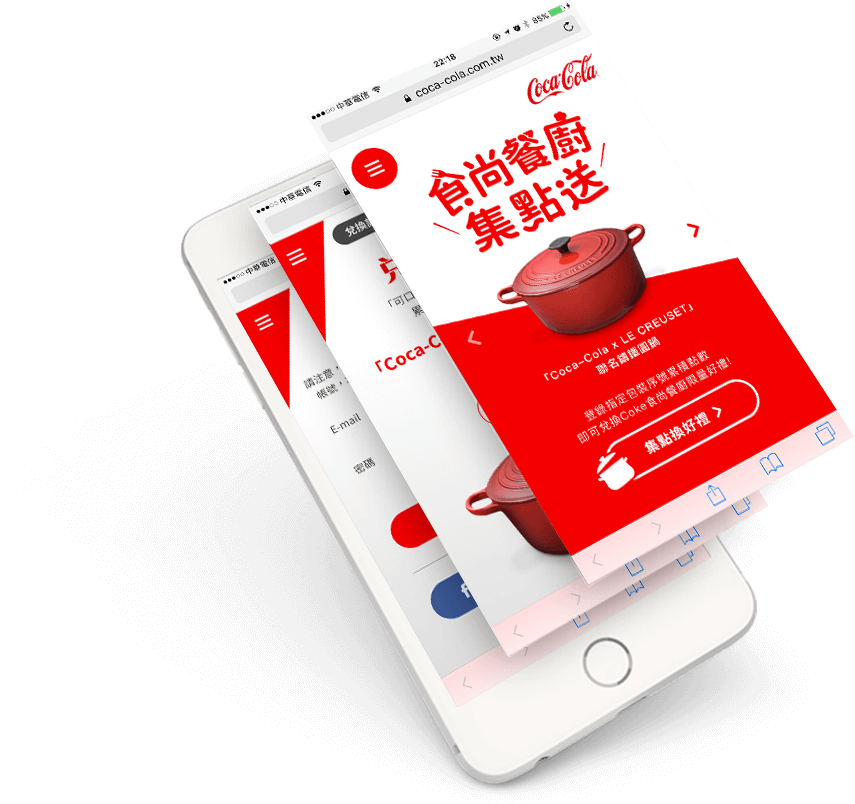 中華電信
22:18
85%
coca-cola.com.tw
Coca-Cola
食尚餐廚
集點送
LE CREUSET
「Coca-Cola x LE CREUSET」
聯名鑄鐵圓鍋
登錄指定包裝序號累積點數
即可兌換Coke食尚餐廚限量好禮!
集點換好禮
中華電信
兌換
「可口
累
「Coca-C
中華電信
請注意，
帳號，
E-mail
密碼
f